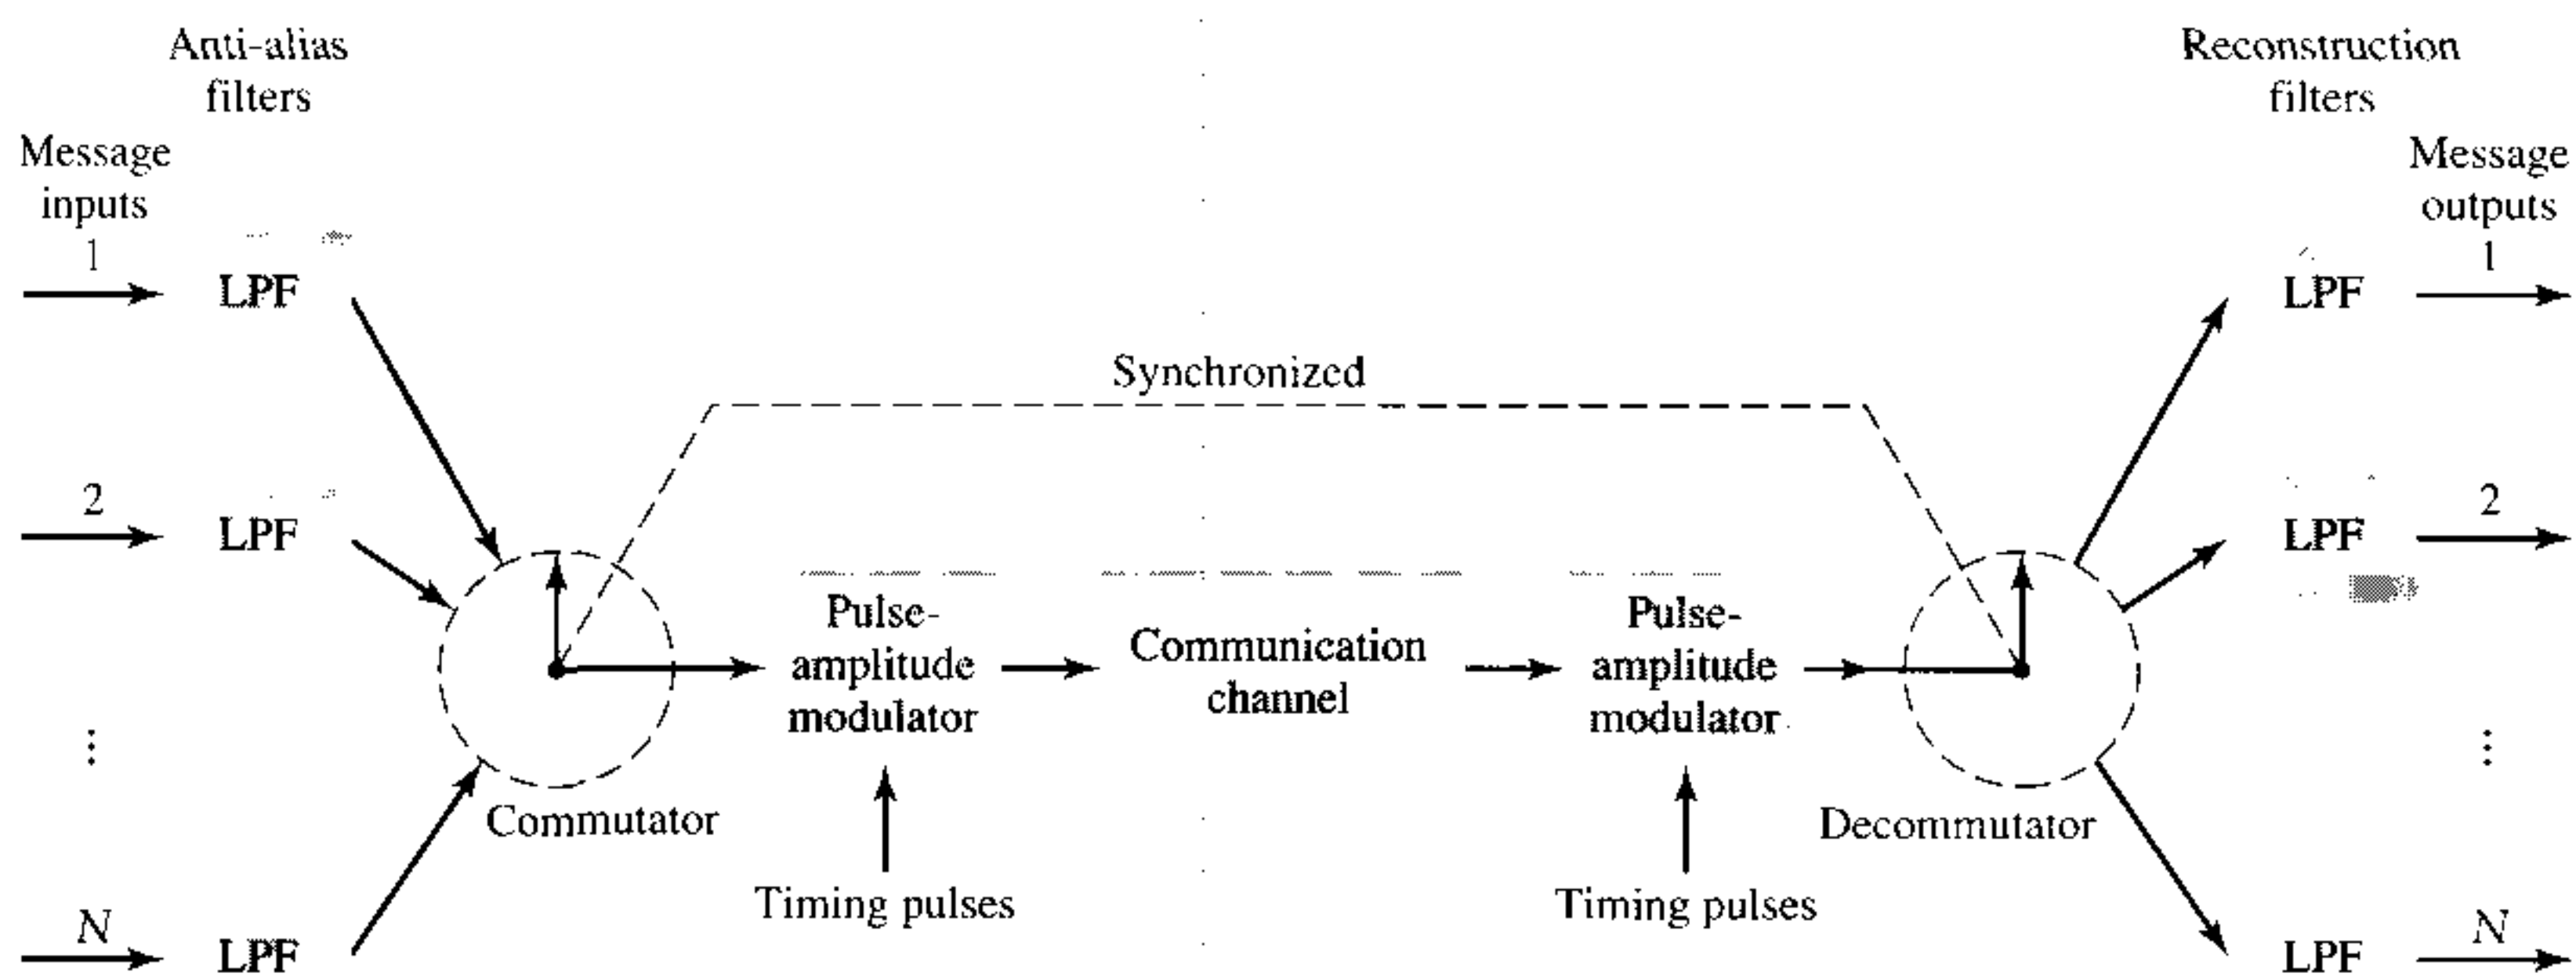 Anti-alias
filters
Reconstruction
filters
Message
inputs
Message
outputs
1
LPF
LPF
1
Synchronized
2
LPF
LPF
2
Pulse-
amplitude
modulator
Communication
channel
Pulse-
amplitude
modulator
⋮
⋮
Commutator
Decommutator
Timing pulses
Timing pulses
N
LPF
LPF
N